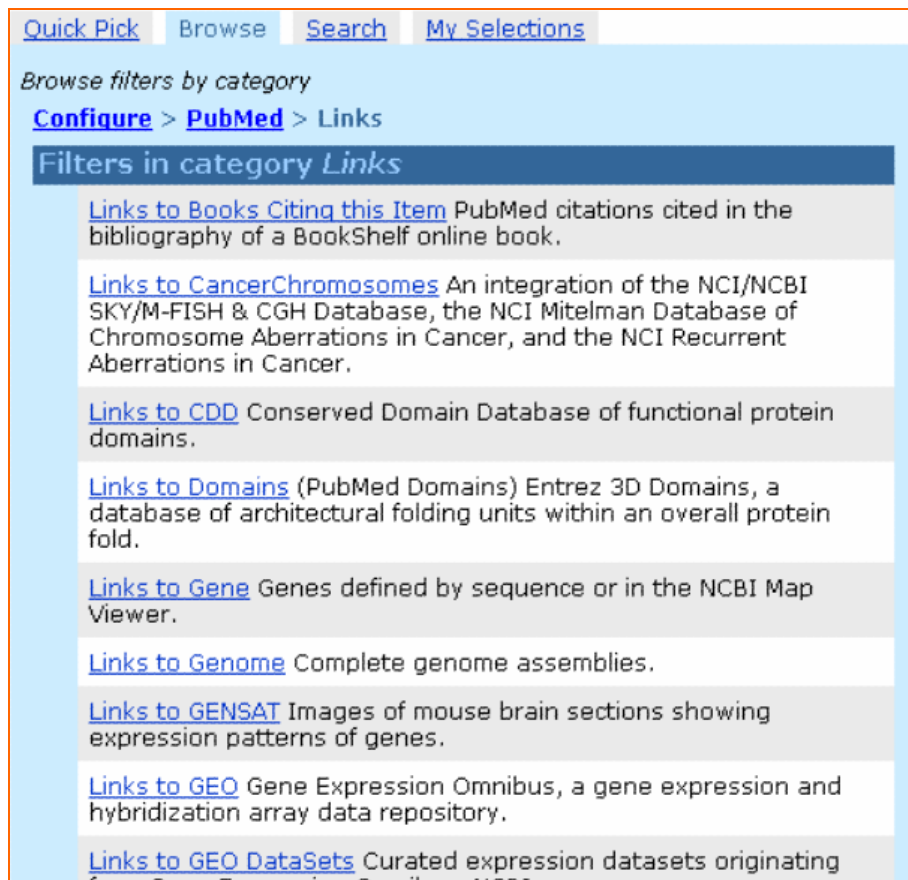 Quick Pick Browse Search My Selections
Browse filters by category
Configure > PubMed > Links
Filters in category Links
Links to Books Citing this Item PubMed citations cited in the
bibliography of a BookShelf online book.
Links to CancerChromosomes An integration of the NCI/NCBI
SKY/M-FISH & CGH Database, the NCI Mitelman Database of
Chromosome Aberrations in Cancer, and the NCI Recurrent
Aberrations in Cancer.
Links to CDD Conserved Domain Database of functional protein
domains.
Links to Domains (PubMed Domains) Entrez 3D Domains, a
database of architectural folding units within an overall protein
fold.
Links to Gene Genes defined by sequence or in the NCBI Map
Viewer.
Links to Genome Complete genome assemblies.
Links to GENSAT Images of mouse brain sections showing
expression patterns of genes.
Links to GEO Gene Expression Omnibus, a gene expression and
hybridization array data repository.
Links to GEO DataSets Curated expression datasets originating